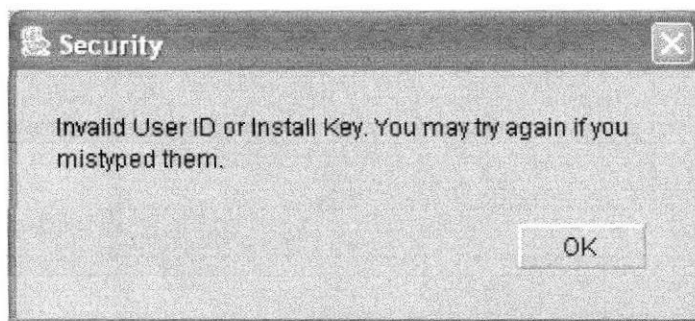 Security
Invalid User ID or Install Key. You may try again if you
mistyped them.
OK